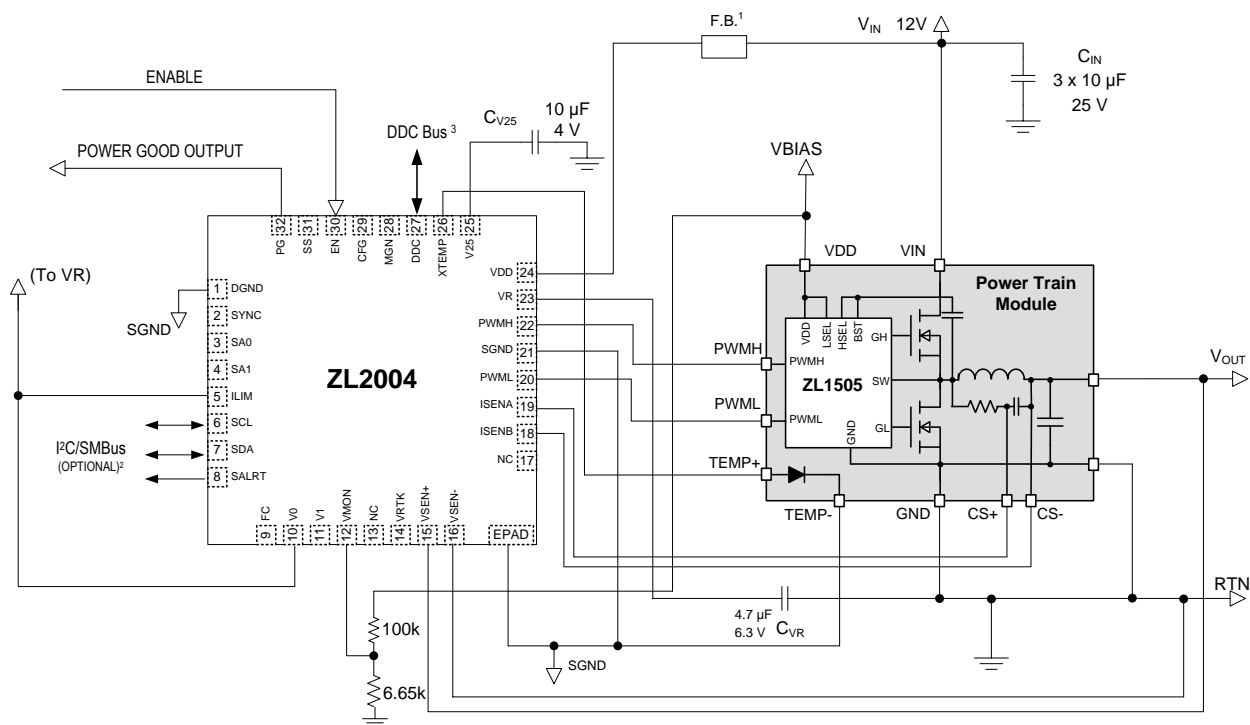 F.B.¹
V_IN 12V
C_IN
3 x 10 µF
25 V
ENABLE
C_V25
10 µF
4 V
DDC Bus ³
POWER GOOD OUTPUT
VBIAS
32 31 30 29 28 27 26 25
PG SS EN CFG MGN DDC XTEMP V25
VDD VIN
(To VR)
VDD 24
Power Train
Module
1 DGND
VR 23
SGND
2 SYNC
PWMH 22
VDD LSEL HSEL BST
GH
3 SA0
SGND 21
PWMH
PWMH
V_OUT
4 SA1
ZL2004
PWML 20
ZL1505
SW
5 ILIM
ISENA 19
PWML
PWML
GND
GL
6 SCL
ISENB 18
I²C/SMBus
(OPTIONAL)²
7 SDA
NC 17
TEMP+
8 SALRT
FC V0 V1 VMON NC VRTK VSEN+ VSEN-
9 10 11 12 13 14 15 16
EPAD
TEMP- GND CS+ CS-
RTN
4.7 µF
6.3 V
C_VR
100k
SGND
6.65k